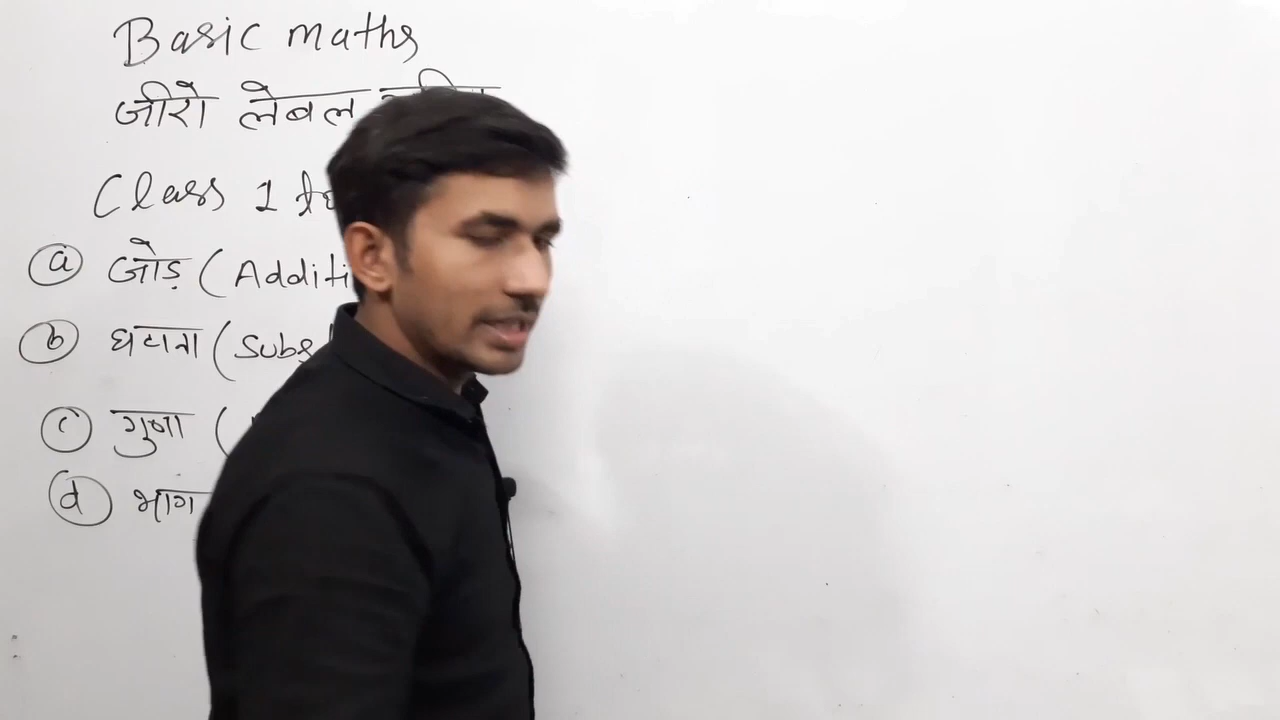 Basic maths
जीरो लेबल
Class 1
a जोड़ (Additi
b घटाना (Subs
c गुणा (
d भाग